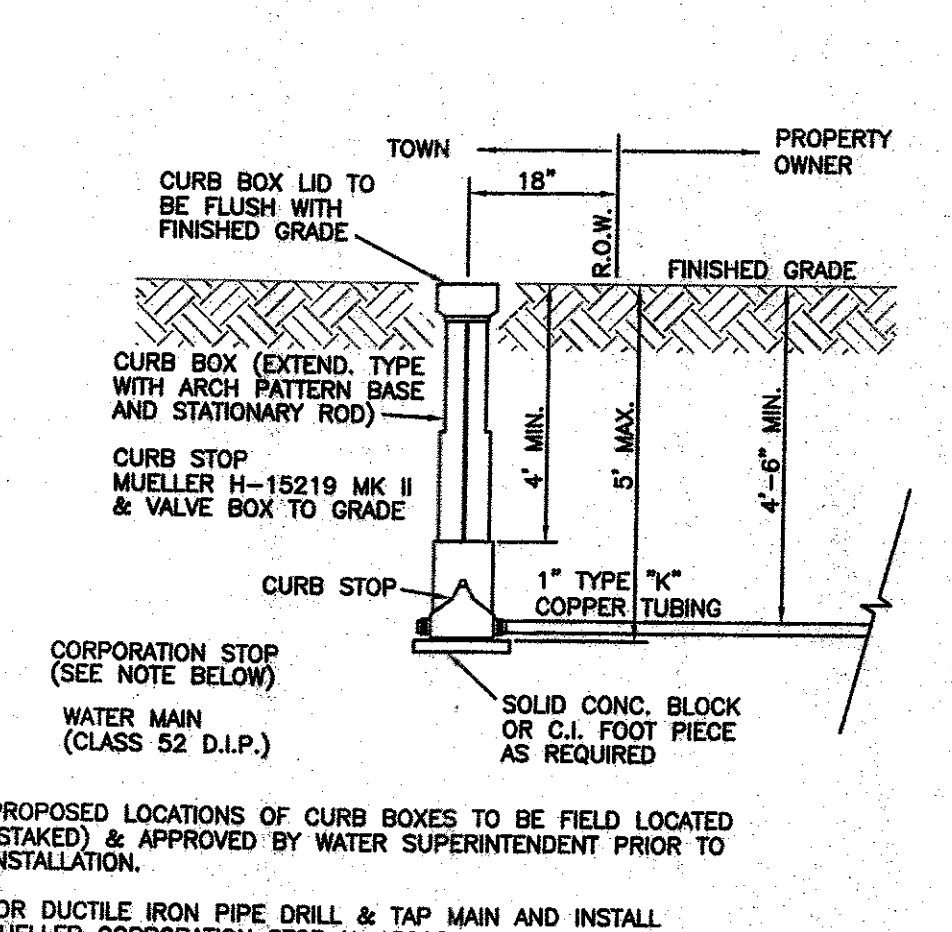 TOWN
PROPERTY
OWNER
18"
CURB BOX LID TO
BE FLUSH WITH
FINISHED GRADE
R.O.W.
FINISHED GRADE
CURB BOX (EXTEND. TYPE
WITH ARCH PATTERN BASE
AND STATIONARY ROD)
4' MIN.
5' MAX.
4'-6" MIN.
CURB STOP
MUELLER H-15219 MK II
& VALVE BOX TO GRADE
CURB STOP
1" TYPE "K"
COPPER TUBING
CORPORATION STOP
(SEE NOTE BELOW)
WATER MAIN
(CLASS 52 D.I.P.)
SOLID CONC. BLOCK
OR C.I. FOOT PIECE
AS REQUIRED
PROPOSED LOCATIONS OF CURB BOXES TO BE FIELD LOCATED
STAKED) & APPROVED BY WATER SUPERINTENDENT PRIOR TO
NSTALLATION.
OR DUCTILE IRON PIPE DRILL & TAP MAIN AND INSTALL